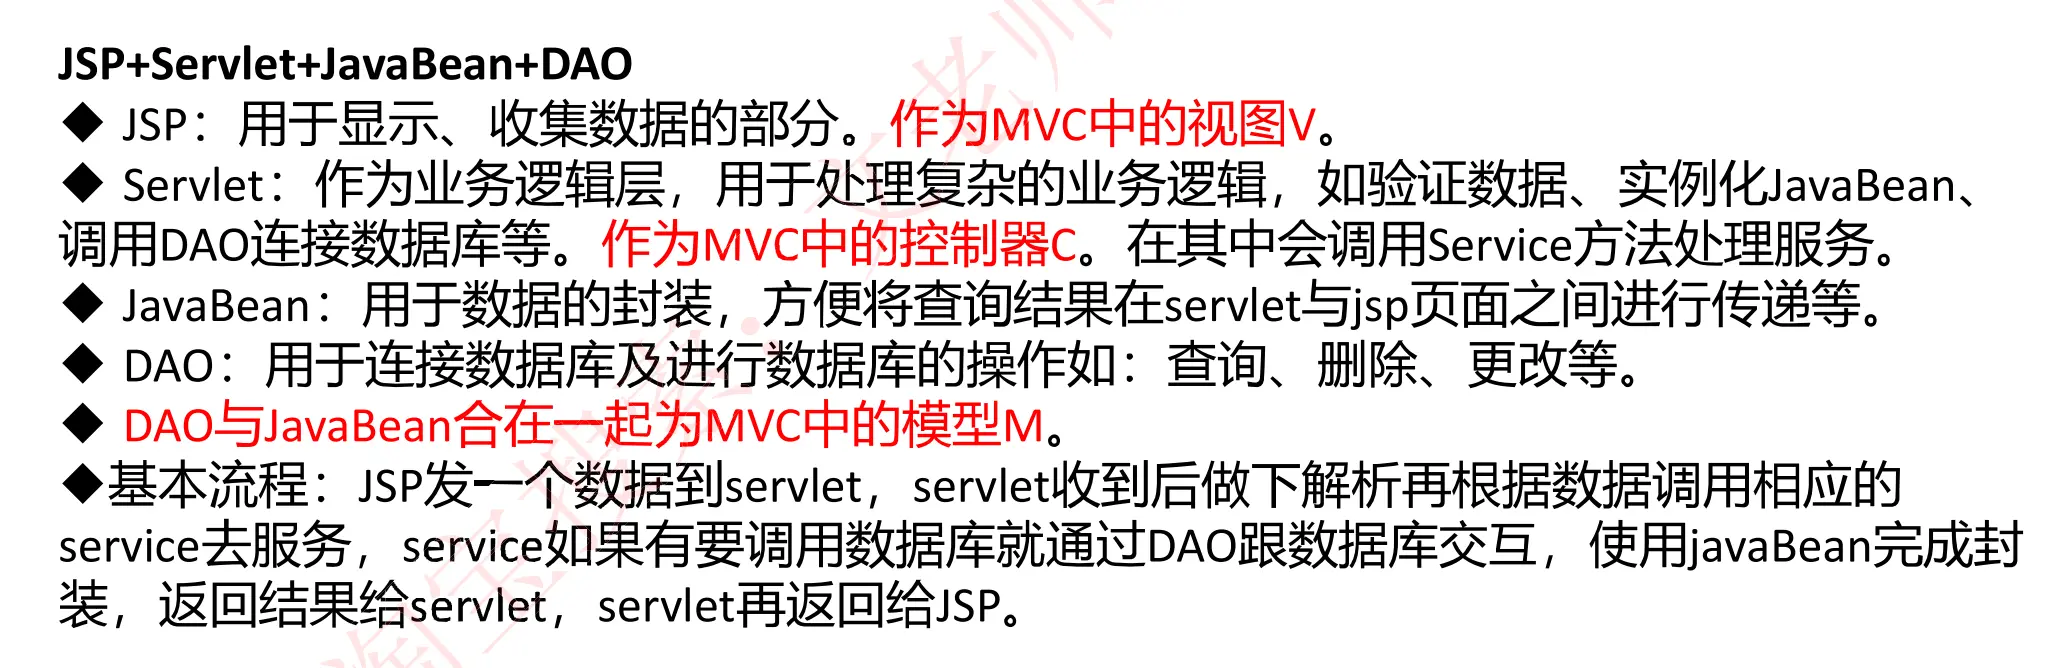 JSP+Servlet+JavaBean+DAO
◆ JSP：用于显示、收集数据的部分。作为MVC中的视图V。
◆ Servlet：作为业务逻辑层，用于处理复杂的业务逻辑，如验证数据、实例化JavaBean、
调用DAO连接数据库等。作为MVC中的控制器C。在其中会调用Service方法处理服务。
◆ JavaBean：用于数据的封装，方便将查询结果在servlet与jsp页面之间进行传递等。
◆ DAO：用于连接数据库及进行数据库的操作如：查询、删除、更改等。
◆ DAO与JavaBean合在一起为MVC中的模型M。
◆基本流程：JSP发一个数据到servlet，servlet收到后做下解析再根据数据调用相应的
service去服务，service如果有要调用数据库就通过DAO跟数据库交互，使用javaBean完成封
装，返回结果给servlet，servlet再返回给JSP。
淘宝搜索：文老师